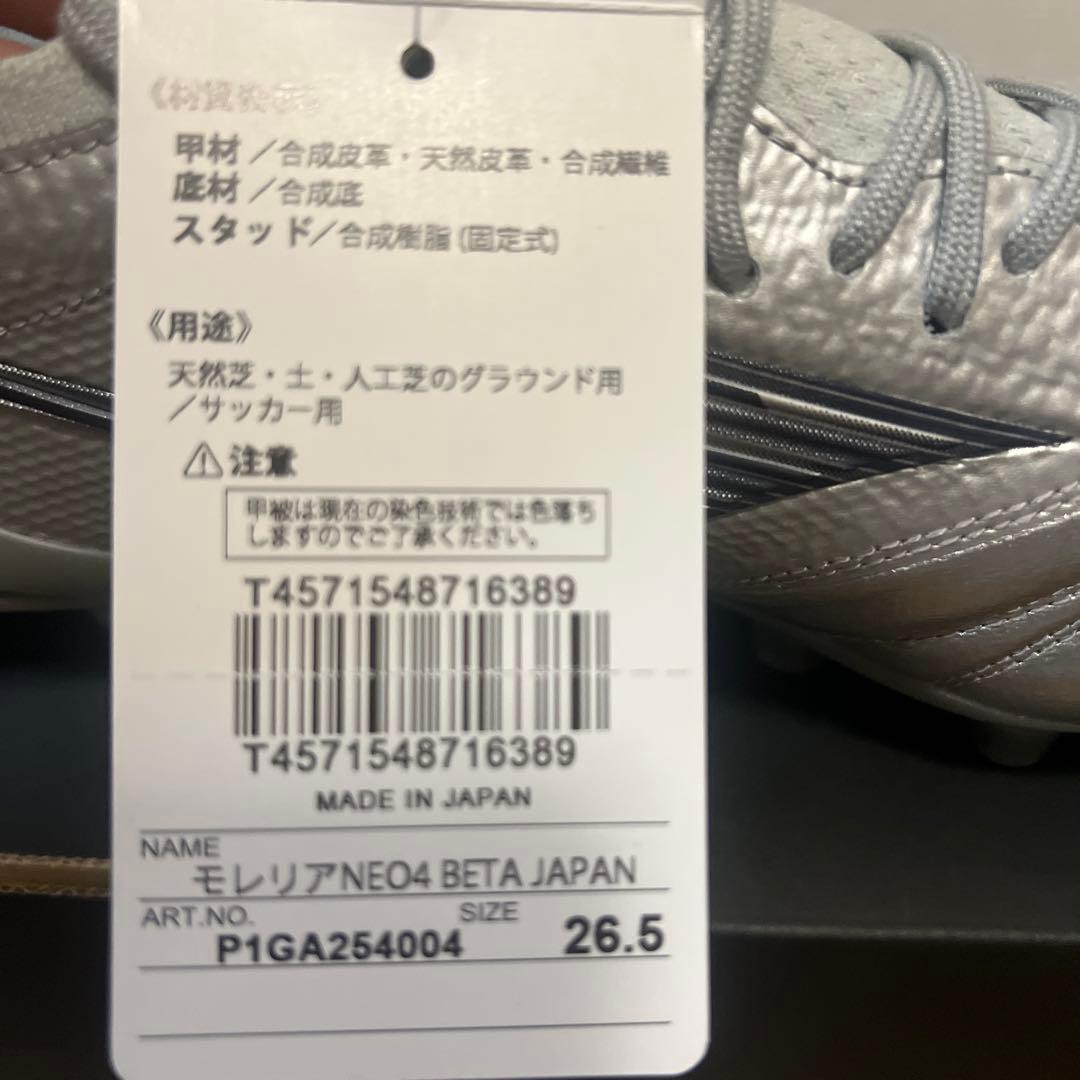 《材質表示》
甲材／合成皮革・天然皮革・合成繊維
底材／合成底
スタッド／合成樹脂(固定式)
《用途》
天然芝・土・人工芝のグラウンド用
／サッカー用
⚠注意
甲被は現在の染色技術では色落ち
しますのでご了承ください。
T4571548716389
T4571548716389
MADE IN JAPAN
NAME
モレリアNEO4 BETA JAPAN
ART.NO. SIZE
P1GA254004 26.5